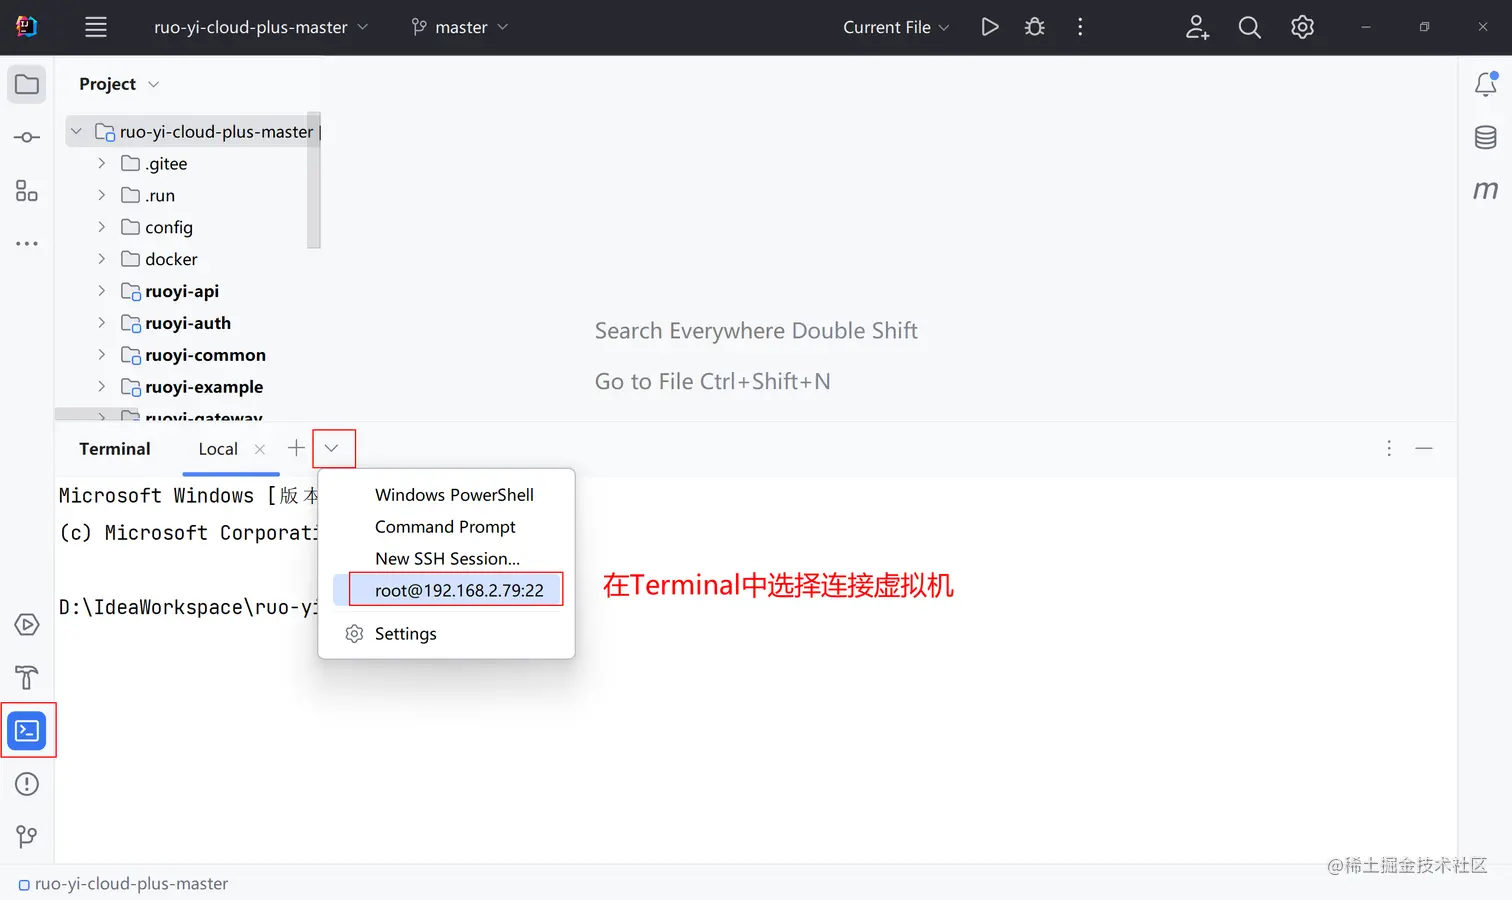 ruo-yi-cloud-plus-master
master
Current File
Project
ruo-yi-cloud-plus-master
.gitee
.run
config
docker
ruoyi-api
ruoyi-auth
ruoyi-common
ruoyi-example
ruoyi-gateway
m
Search Everywhere Double Shift
Go to File Ctrl+Shift+N
Terminal
Local
Microsoft Windows [版本
(c) Microsoft Corporati
D:\IdeaWorkspace\ruo-yi
Windows PowerShell
Command Prompt
New SSH Session...
root@192.168.2.79:22
Settings
在Terminal中选择连接虚拟机
@稀土掘金技术社区
ruo-yi-cloud-plus-master